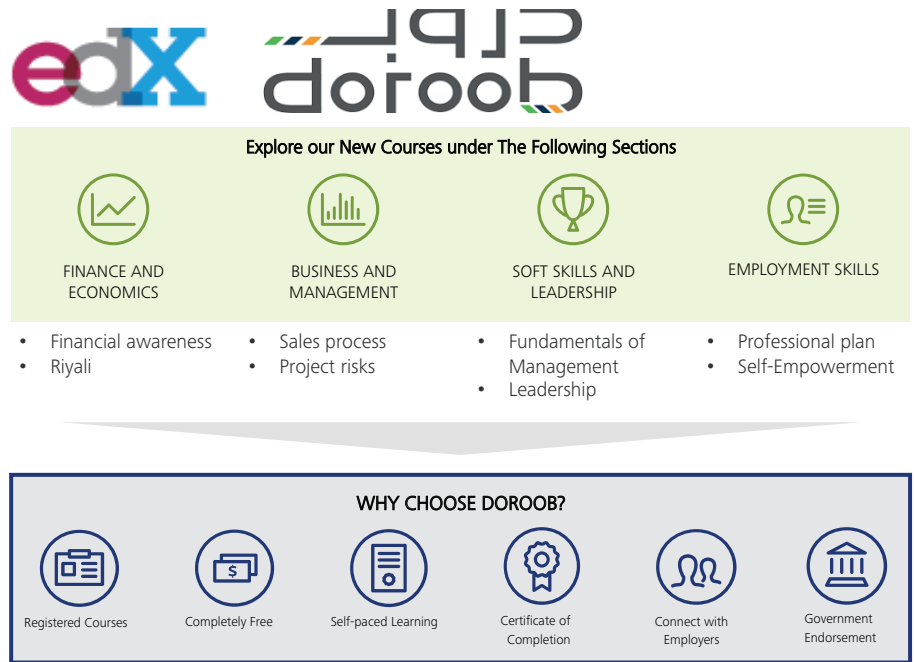 edX
دروب
doroob
Explore our New Courses under The Following Sections
FINANCE AND
ECONOMICS
BUSINESS AND
MANAGEMENT
SOFT SKILLS AND
LEADERSHIP
EMPLOYMENT SKILLS
• Financial awareness
• Riyali
• Sales process
• Project risks
• Fundamentals of
Management
• Leadership
• Professional plan
• Self-Empowerment
WHY CHOOSE DOROOB?
Registered Courses
$
Completely Free
Self-paced Learning
Certificate of
Completion
Connect with
Employers
Government
Endorsement